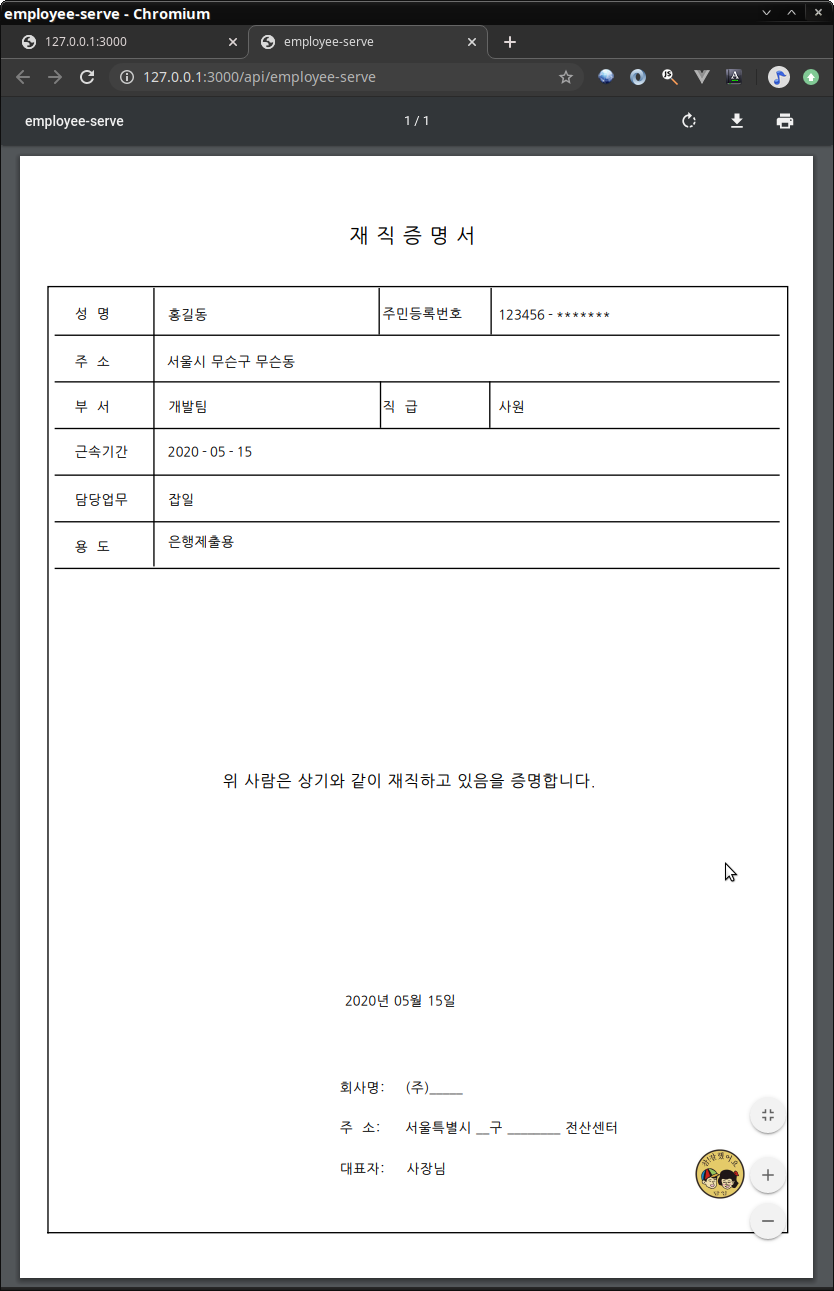 employee-serve - Chromium
127.0.0.1:3000
employee-serve
127.0.0.1:3000/api/employee-serve
employee-serve
1 / 1
재 직 증 명 서
성 명 홍길동 주민등록번호 123456 - *******
주 소 서울시 무슨구 무슨동
부 서 개발팀 직 급 사원
근속기간 2020 - 05 - 15
담당업무 잡일
용 도 은행제출용
위 사람은 상기와 같이 재직하고 있음을 증명합니다.
2020년 05월 15일
회사명: (주)_____
주 소: 서울특별시 __구 ________ 전산센터
대표자: 사장님
참!잘했어요